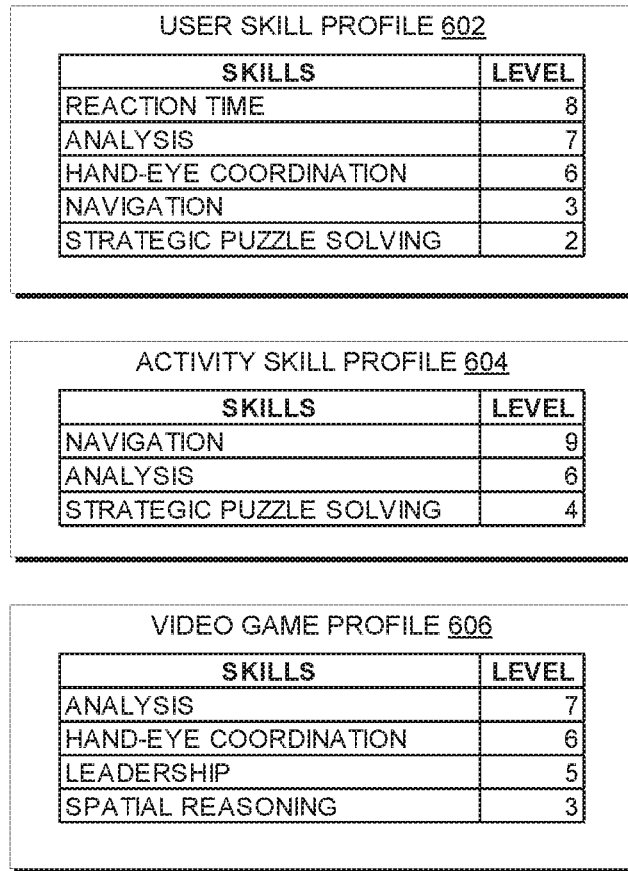 USER SKILL PROFILE 602
SKILLS LEVEL
REACTION TIME 8
ANALYSIS 7
HAND-EYE COORDINATION 6
NAVIGATION 3
STRATEGIC PUZZLE SOLVING 2
ACTIVITY SKILL PROFILE 604
SKILLS LEVEL
NAVIGATION 9
ANALYSIS 6
STRATEGIC PUZZLE SOLVING 4
VIDEO GAME PROFILE 606
SKILLS LEVEL
ANALYSIS 7
HAND-EYE COORDINATION 6
LEADERSHIP 5
SPATIAL REASONING 3